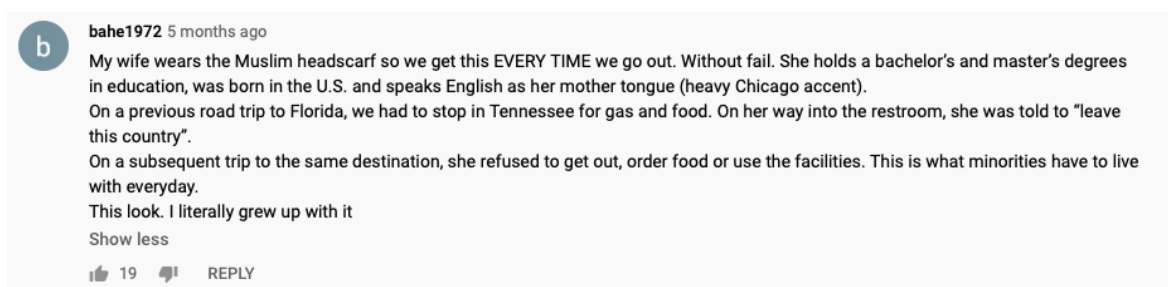 b
bahe1972 5 months ago
My wife wears the Muslim headscarf so we get this EVERY TIME we go out. Without fail. She holds a bachelor's and master's degrees
in education, was born in the U.S. and speaks English as her mother tongue (heavy Chicago accent).
On a previous road trip to Florida, we had to stop in Tennessee for gas and food. On her way into the restroom, she was told to “leave
this country”.
On a subsequent trip to the same destination, she refused to get out, order food or use the facilities. This is what minorities have to live
with everyday.
This look. I literally grew up with it
Show less
19 REPLY